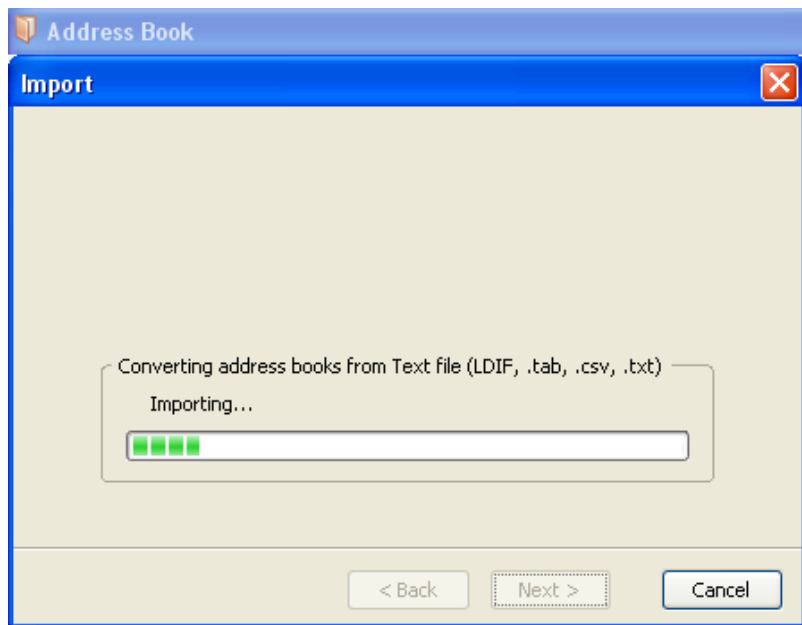 Address Book
Import
Converting address books from Text file (LDIF, .tab, .csv, .txt)
Importing...
< Back Next > Cancel